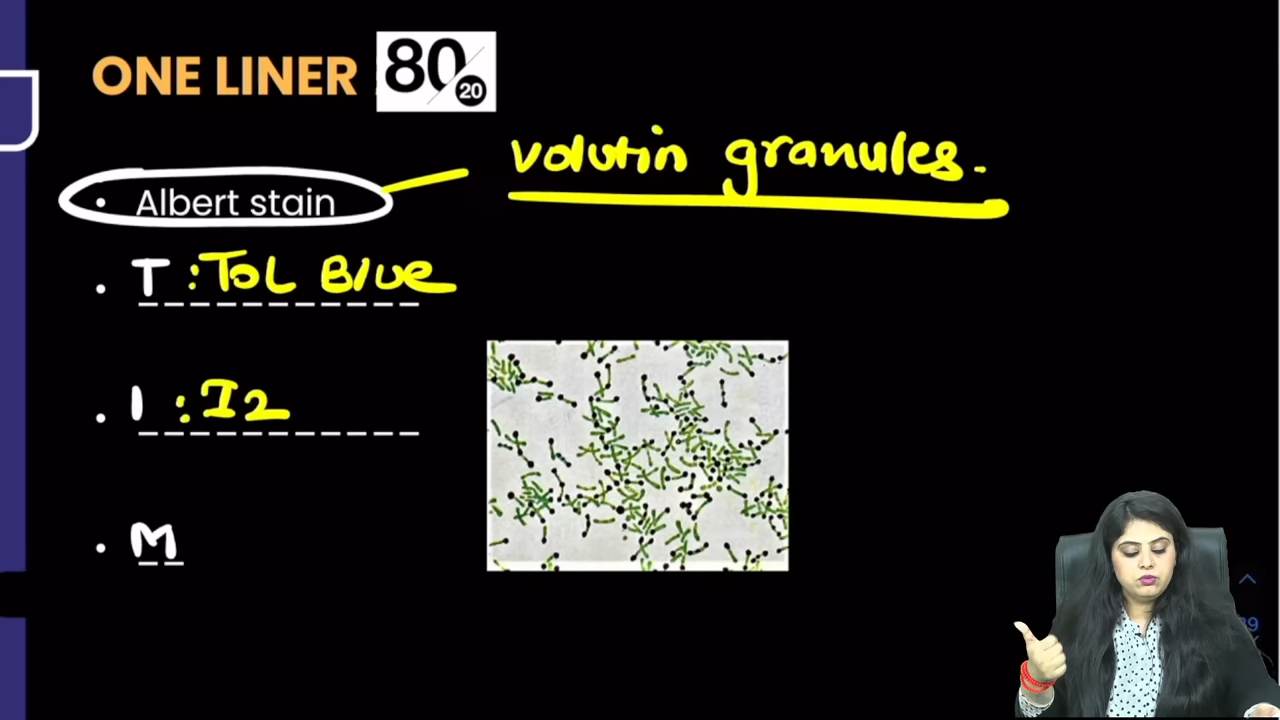 ONE LINER 80/20
volutin granules.
• Albert stain
• T : Tol Blue
• I : I2
• M